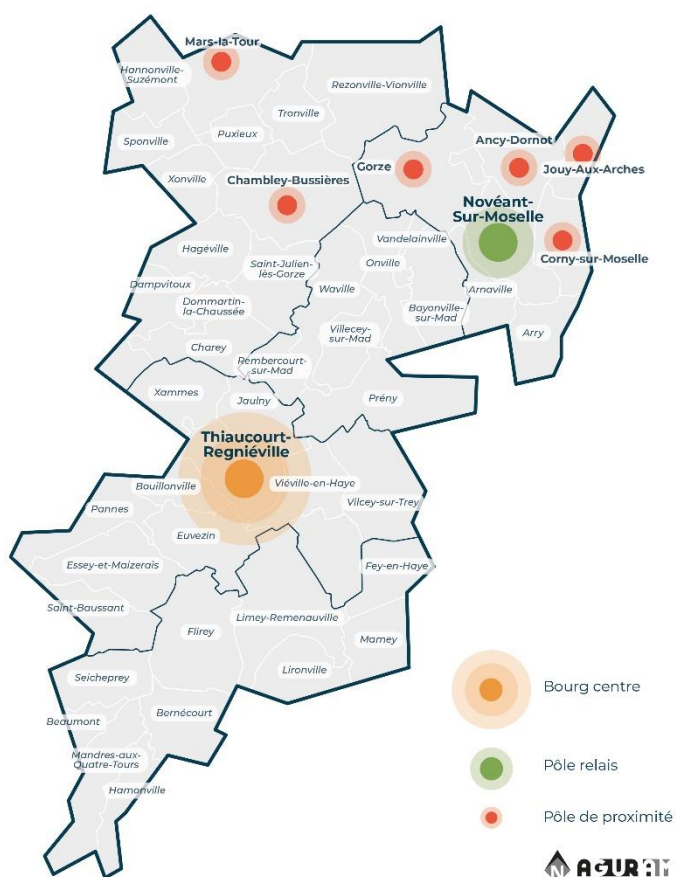 Mars-la-Tour
Hannonville-
Suzémont
Rezonville-Vionville
Tronville
Puxieux
Sponville
Ancy-Dornot
Gorze
Jouy-Aux-Arches
Xonville
Chambley-Bussières
Novéant-
Sur-Moselle
Vandelainville
Hagéville
Onville
Corny-sur-Moselle
Saint-Julien-
lès-Gorze
Dampvitoux
Waville
Arnaville
Dommartin-
la-Chaussée
Bayonville-
sur-Mad
Villecey-
sur-Mad
Arry
Charey
Rembercourt-
sur-Mad
Xammes
Jaulny
Prény
Thiaucourt-
Regniéville
Bouillonville
Viéville-en-Haye
Pannes
Vilcey-sur-Trey
Euvezin
Essey-et-Maizerais
Fey-en-Haye
Saint-Baussant
Limey-Remenauville
Flirey
Mamey
Lironville
Seicheprey
Bourg centre
Bernécourt
Beaumont
Mandres-aux-
Quatre-Tours
Pôle relais
Hamonville
Pôle de proximité
N AGURAM